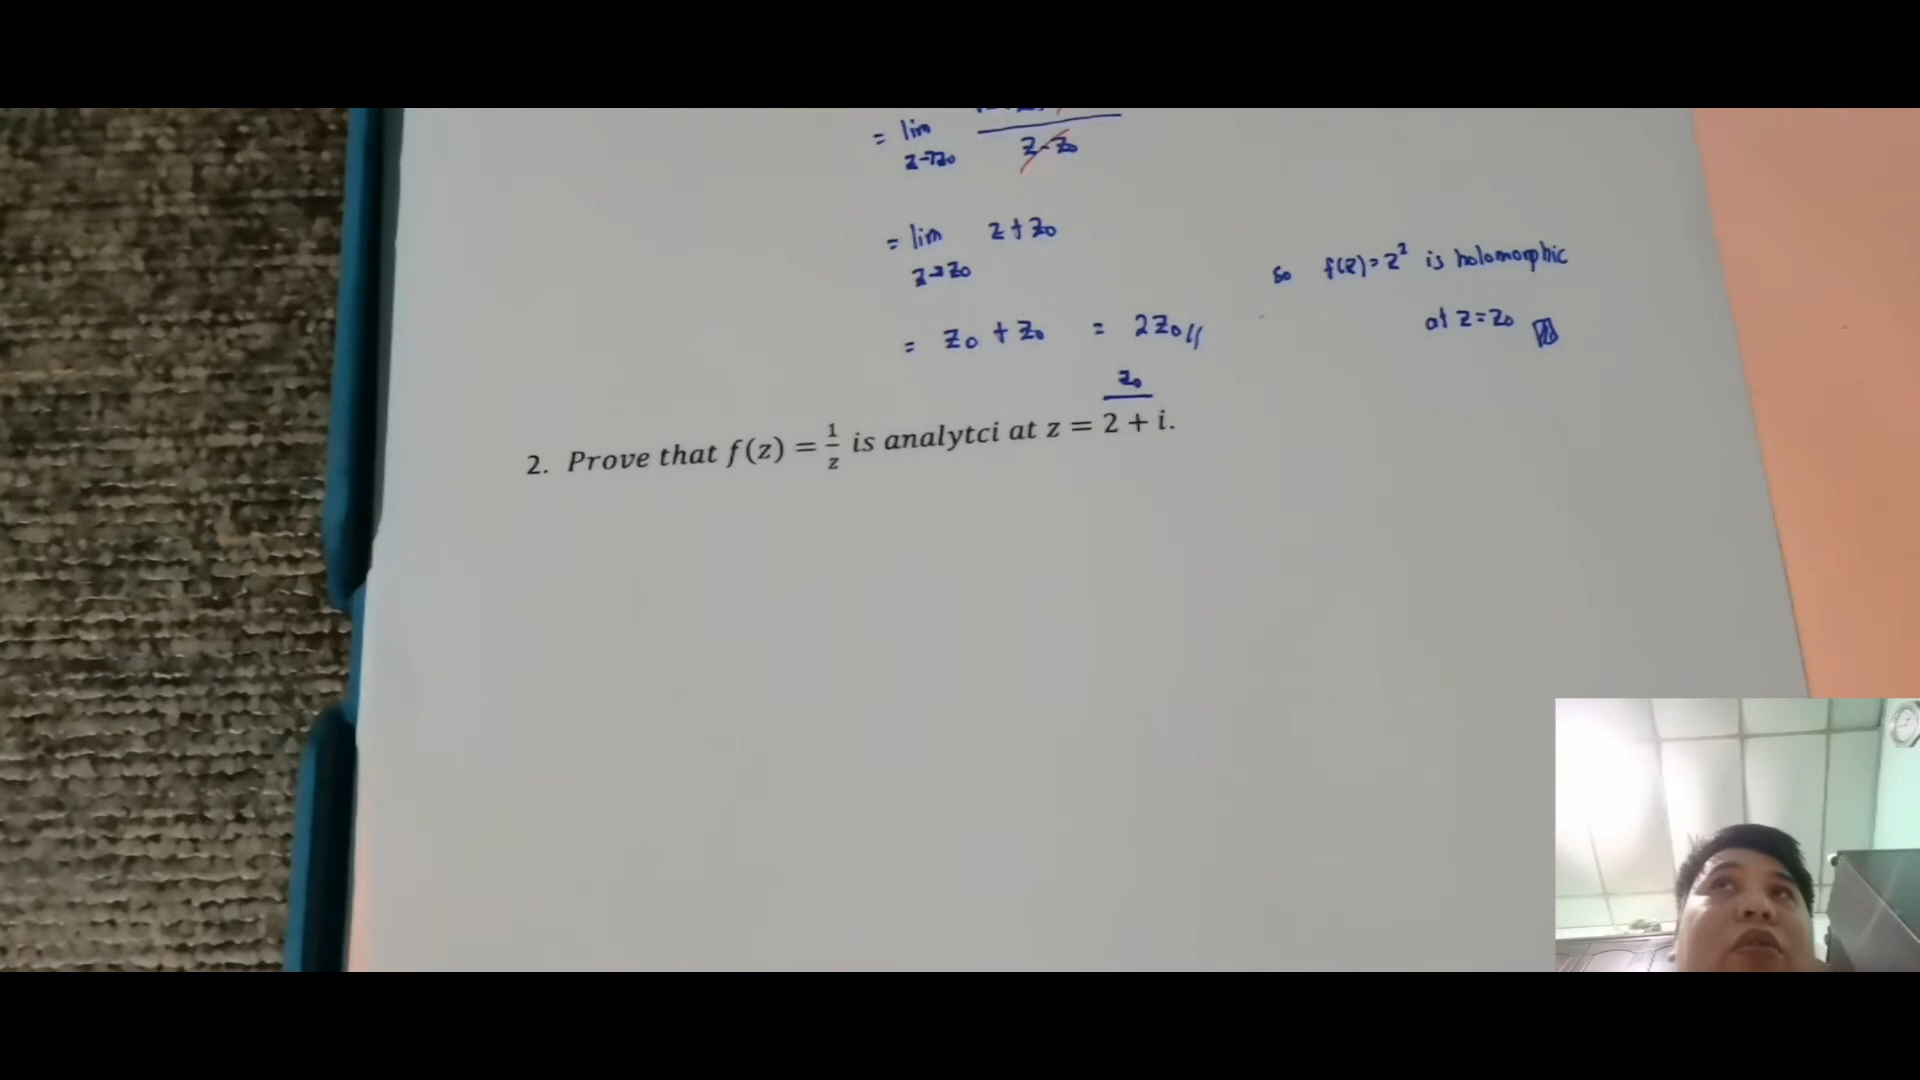 = lim
z→z₀ z-z₀
= lim z+z₀
z→z₀
so f(z)=z² is holomorphic
= z₀ + z₀ = 2z₀//
at z=z₀
z₀
2. Prove that f(z) = 1/z is analytci at z = 2 + i.